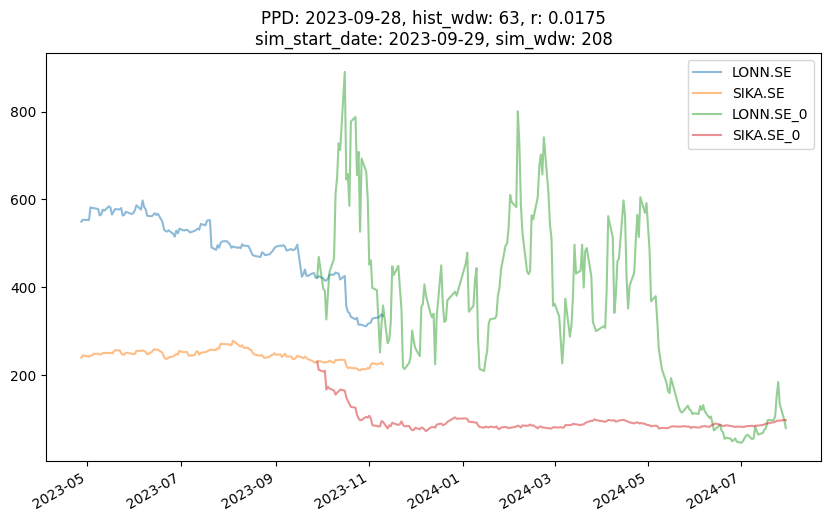 PPD: 2023-09-28, hist_wdw: 63, r: 0.0175
sim_start_date: 2023-09-29, sim_wdw: 208
LONN.SE
SIKA.SE
LONN.SE_0
SIKA.SE_0
800
600
400
200
2023-05
2023-07
2023-09
2023-11
2024-01
2024-03
2024-05
2024-07